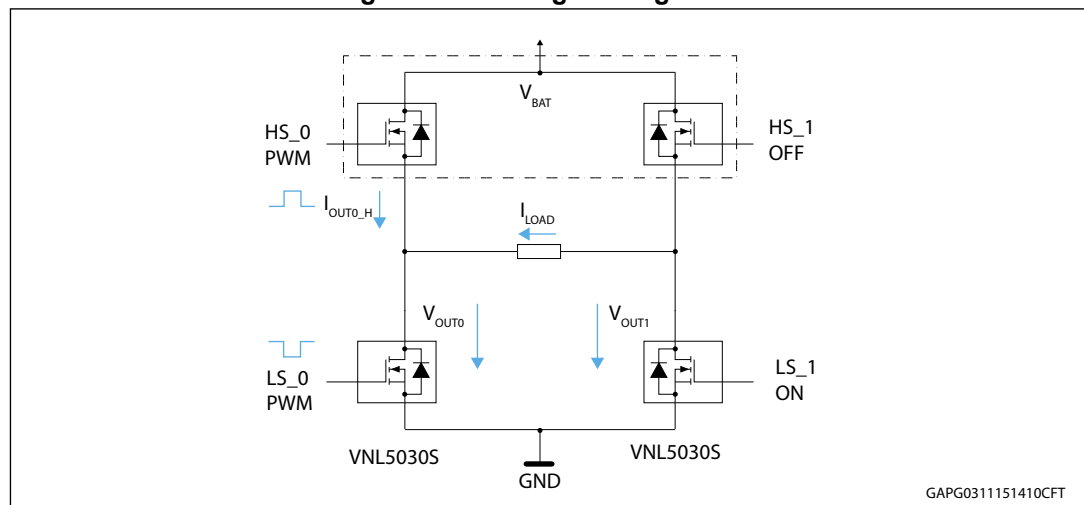 V_BAT
HS_0
PWM
HS_1
OFF
I_OUT0_H
I_LOAD
V_OUT0
V_OUT1
LS_0
PWM
LS_1
ON
VNL5030S
VNL5030S
GND
GAPG0311151410CFT